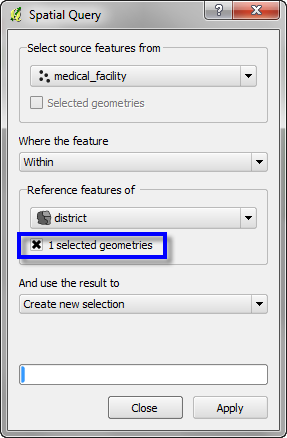 Spatial Query
Select source features from
medical_facility
Selected geometries
Where the feature
Within
Reference features of
district
1 selected geometries
And use the result to
Create new selection
Close
Apply